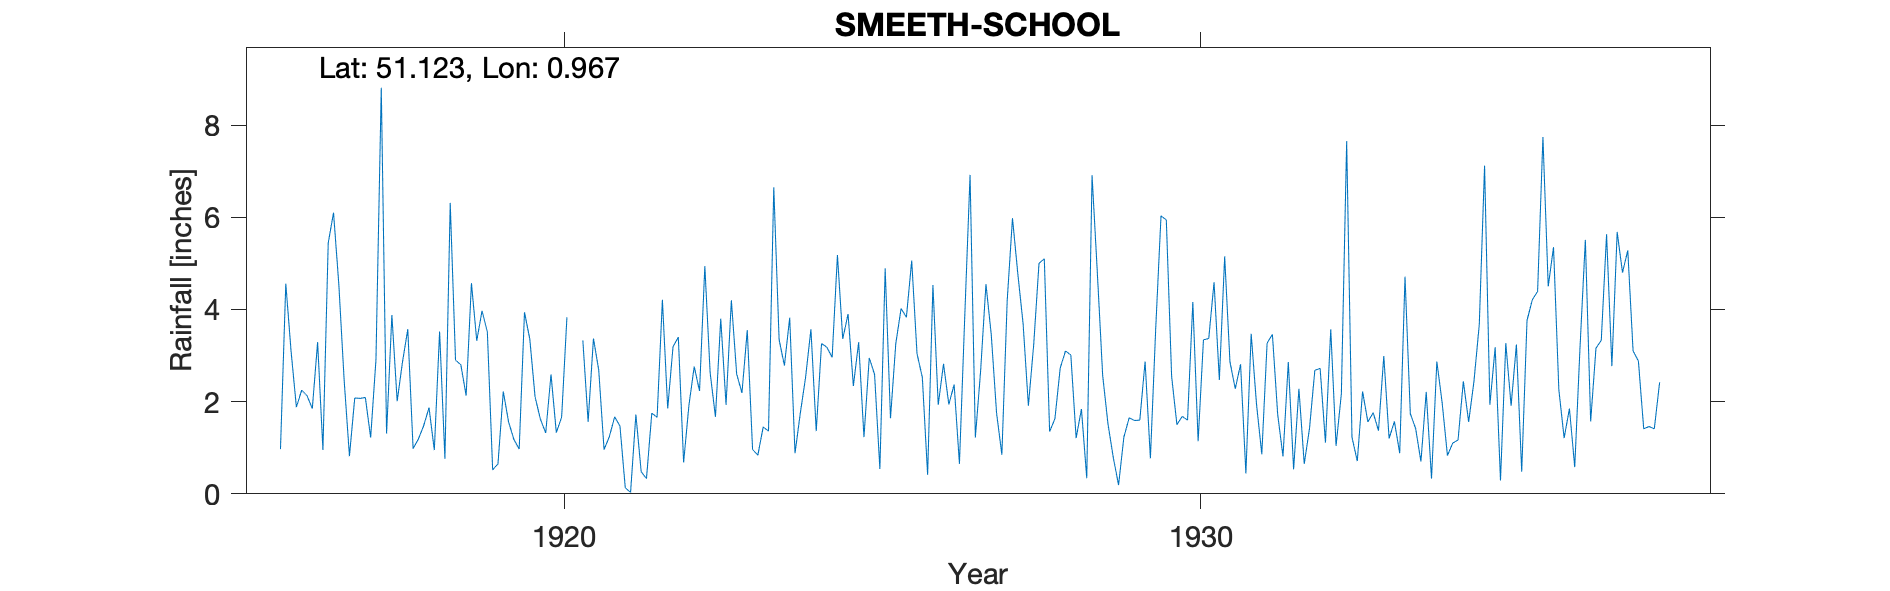 SMEETH-SCHOOL
Lat: 51.123, Lon: 0.967
Rainfall [inches]
8
6
4
2
0
1920 1930
Year